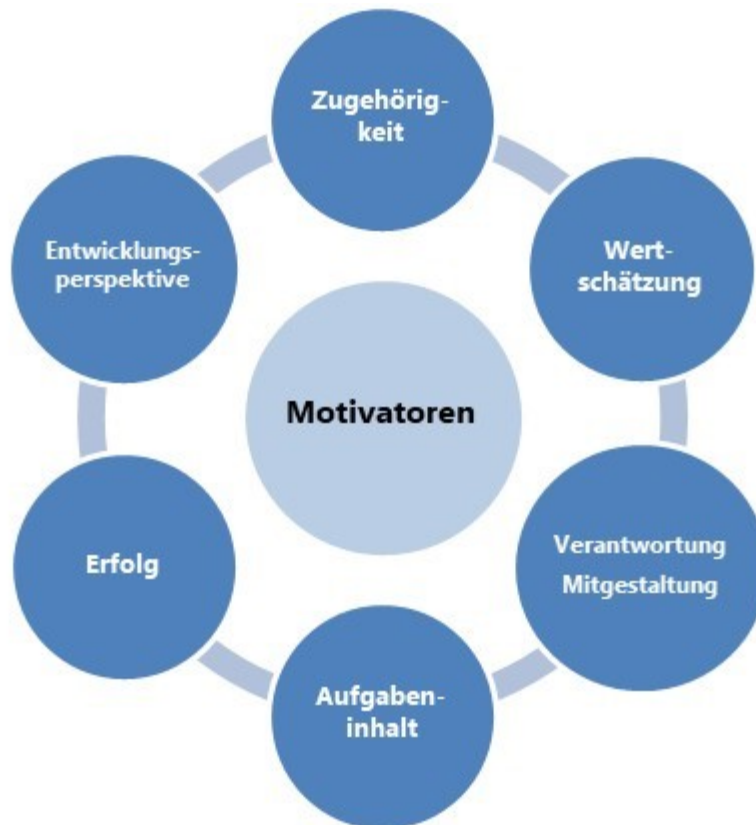 Zugehörig-
keit
Wert-
schätzung
Verantwortung
Mitgestaltung
Aufgaben-
inhalt
Erfolg
Entwicklungs-
perspektive
Motivatoren